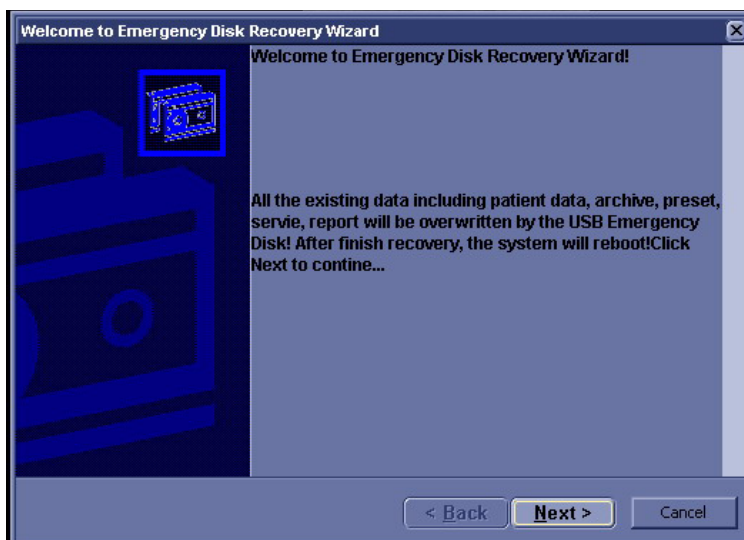 Welcome to Emergency Disk Recovery Wizard
Welcome to Emergency Disk Recovery Wizard!
All the existing data including patient data, archive, preset,
servie, report will be overwritten by the USB Emergency
Disk! After finish recovery, the system will reboot!Click
Next to contine...
< Back
Next >
Cancel